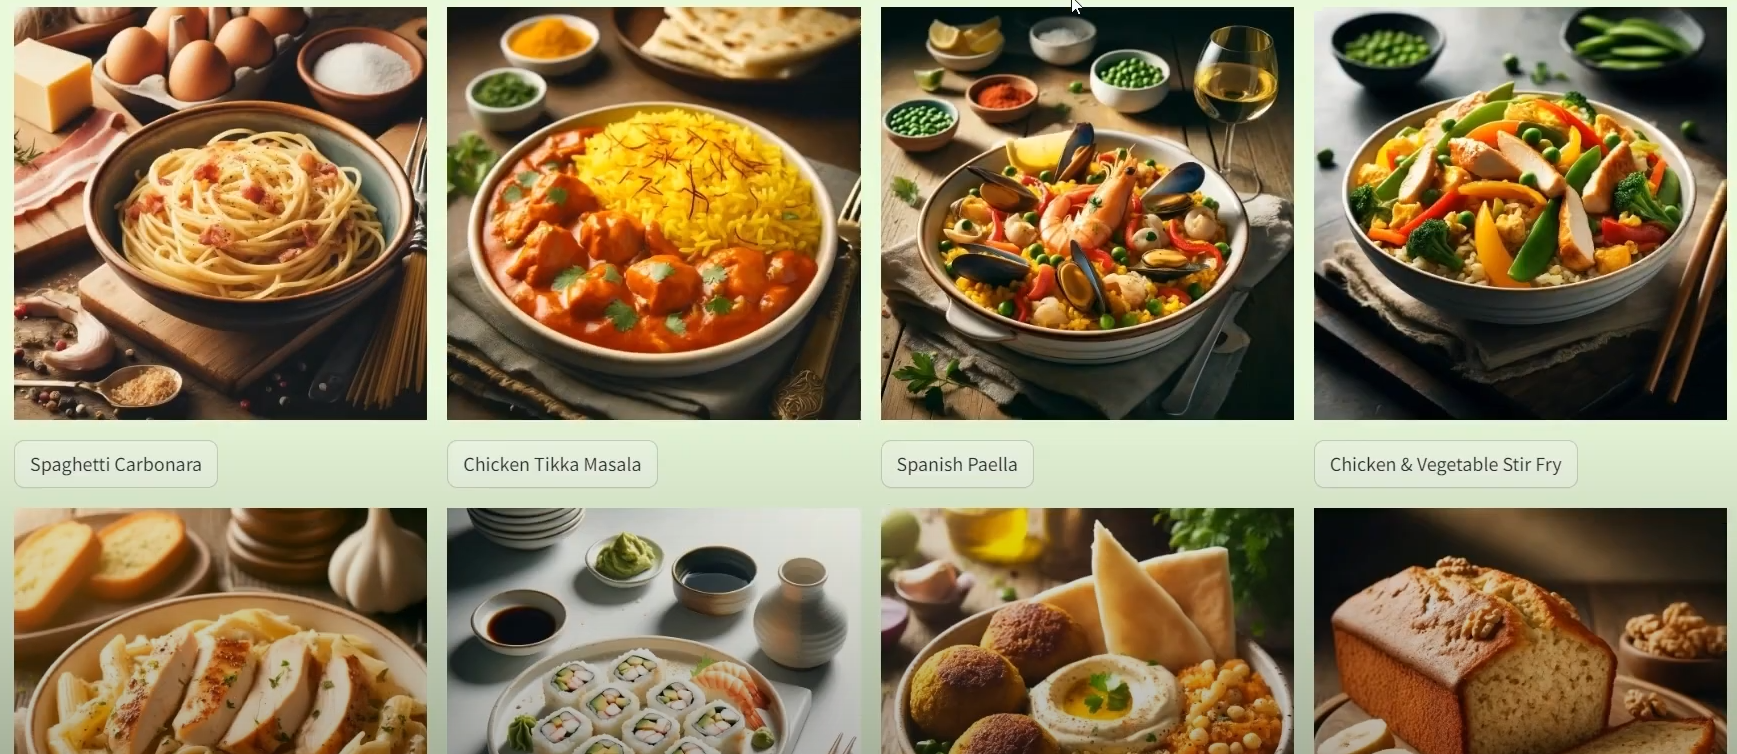 Spaghetti Carbonara
Chicken Tikka Masala
Spanish Paella
Chicken & Vegetable Stir Fry